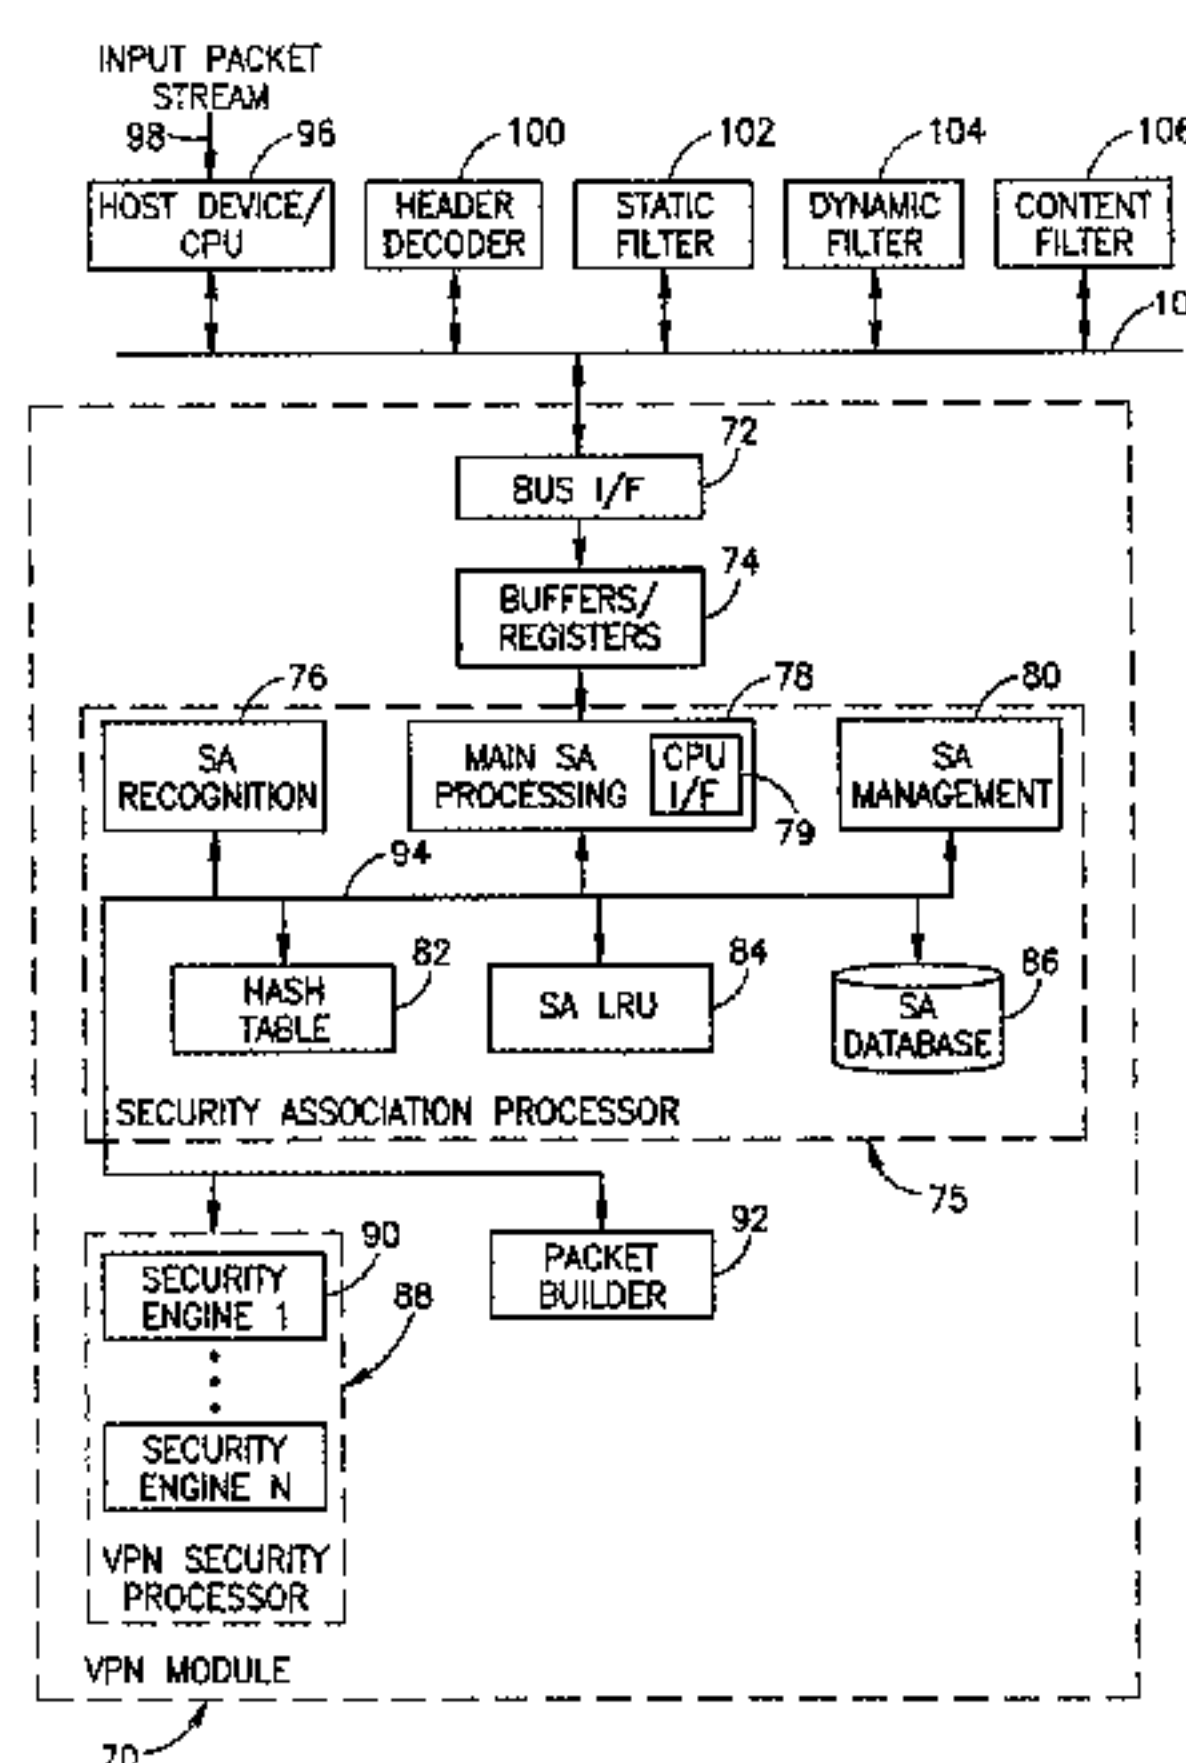 INPUT PACKET
STREAM
98
96
100
102
104
106
HOST DEVICE/
CPU
HEADER
DECODER
STATIC
FILTER
DYNAMIC
FILTER
CONTENT
FILTER
72
BUS I/F
74
BUFFERS/
REGISTERS
76
78
80
SA
RECOGNITION
MAIN SA
PROCESSING
CPU
I/F
79
SA
MANAGEMENT
94
82
84
86
HASH
TABLE
SA LRU
SA
DATABASE
SECURITY ASSOCIATION PROCESSOR
75
90
92
SECURITY
ENGINE 1
88
PACKET
BUILDER
SECURITY
ENGINE N
VPN SECURITY
PROCESSOR
VPN MODULE
70